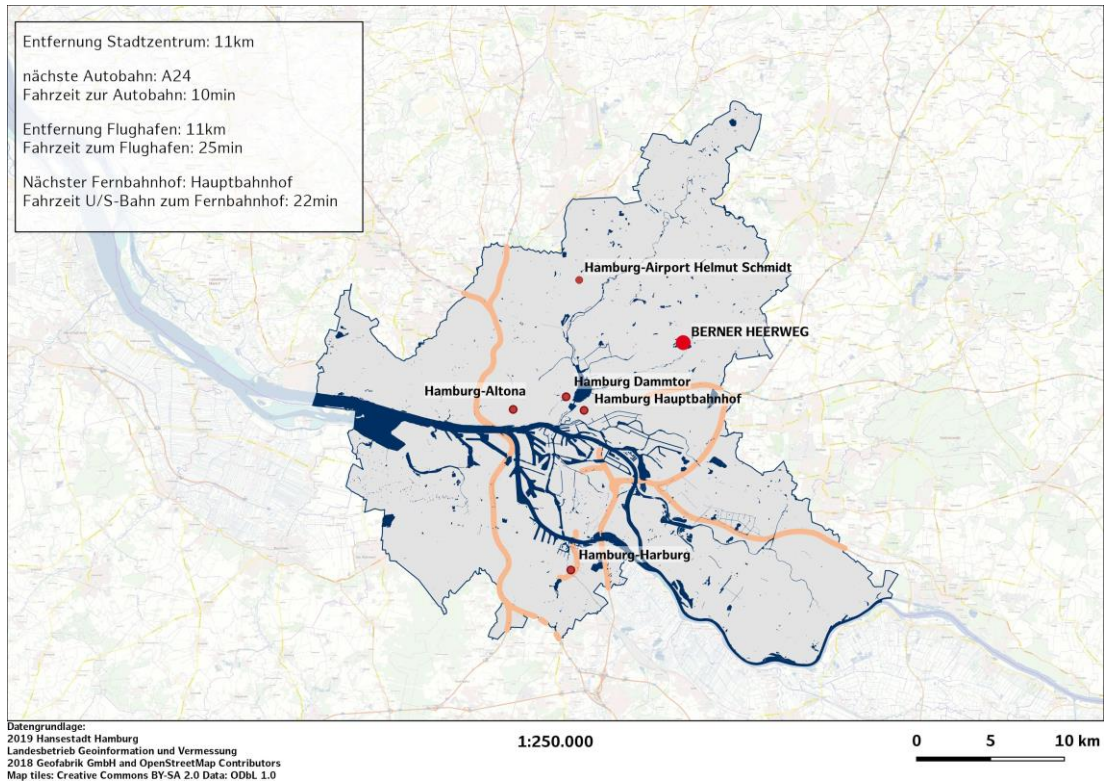 Entfernung Stadtzentrum: 11km
nächste Autobahn: A24
Fahrzeit zur Autobahn: 10min
Entfernung Flughafen: 11km
Fahrzeit zum Flughafen: 25min
Nächster Fernbahnhof: Hauptbahnhof
Fahrzeit U/S-Bahn zum Fernbahnhof: 22min
Hamburg-Airport Helmut Schmidt
BERNER HEERWEG
Hamburg Dammtor
Hamburg-Altona
Hamburg Hauptbahnhof
Hamburg-Harburg
Datengrundlage:
2019 Hansestadt Hamburg
Landesbetrieb Geoinformation und Vermessung
2018 Geofabrik GmbH and OpenStreetMap Contributors
Map tiles: Creative Commons BY-SA 2.0 Data: ODbL 1.0
1:250.000
0 5 10 km